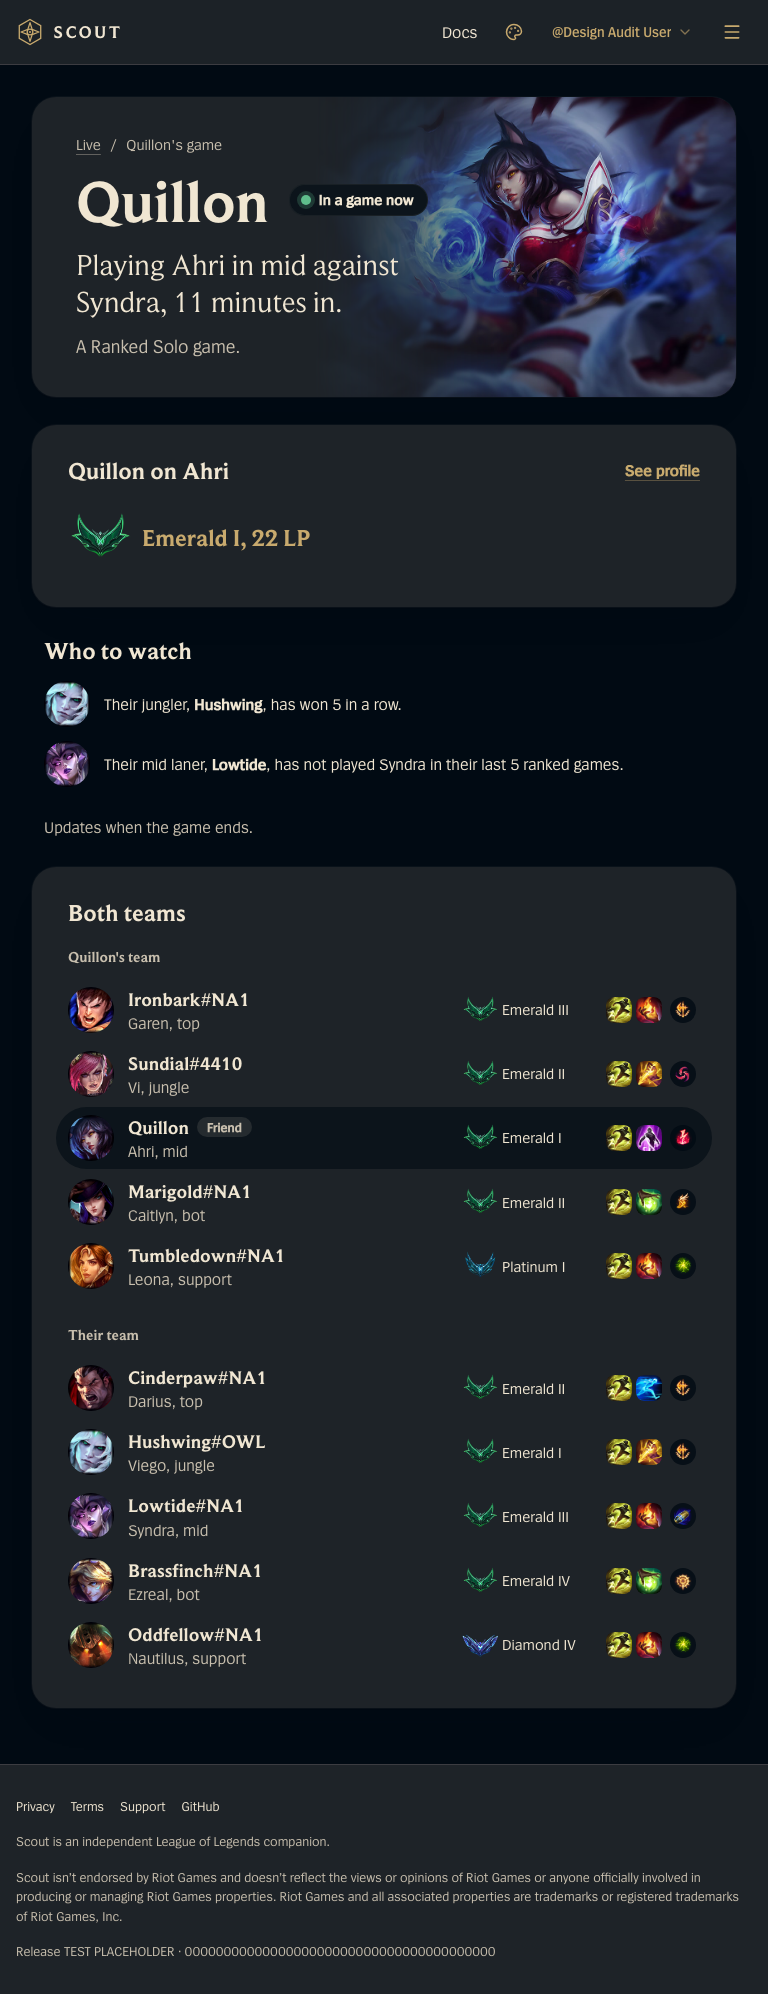 SCOUT
Docs
@Design Audit User
Live / Quillon's game
Quillon
In a game now
Playing Ahri in mid against
Syndra, 11 minutes in.
A Ranked Solo game.
Quillon on Ahri
See profile
Emerald I, 22 LP
Who to watch
Their jungler, Hushwing, has won 5 in a row.
Their mid laner, Lowtide, has not played Syndra in their last 5 ranked games.
Updates when the game ends.
Both teams
Quillon's team
Ironbark#NA1
Garen, top
Emerald III
Sundial#4410
Vi, jungle
Emerald II
Quillon
Friend
Ahri, mid
Emerald I
Marigold#NA1
Caitlyn, bot
Emerald II
Tumbledown#NA1
Leona, support
Platinum I
Their team
Cinderpaw#NA1
Darius, top
Emerald II
Hushwing#OWL
Viego, jungle
Emerald I
Lowtide#NA1
Syndra, mid
Emerald III
Brassfinch#NA1
Ezreal, bot
Emerald IV
Oddfellow#NA1
Nautilus, support
Diamond IV
Privacy Terms Support GitHub
Scout is an independent League of Legends companion.
Scout isn't endorsed by Riot Games and doesn't reflect the views or opinions of Riot Games or anyone officially involved in
producing or managing Riot Games properties. Riot Games and all associated properties are trademarks or registered trademarks
of Riot Games, Inc.
Release TEST PLACEHOLDER · 0000000000000000000000000000000000000000